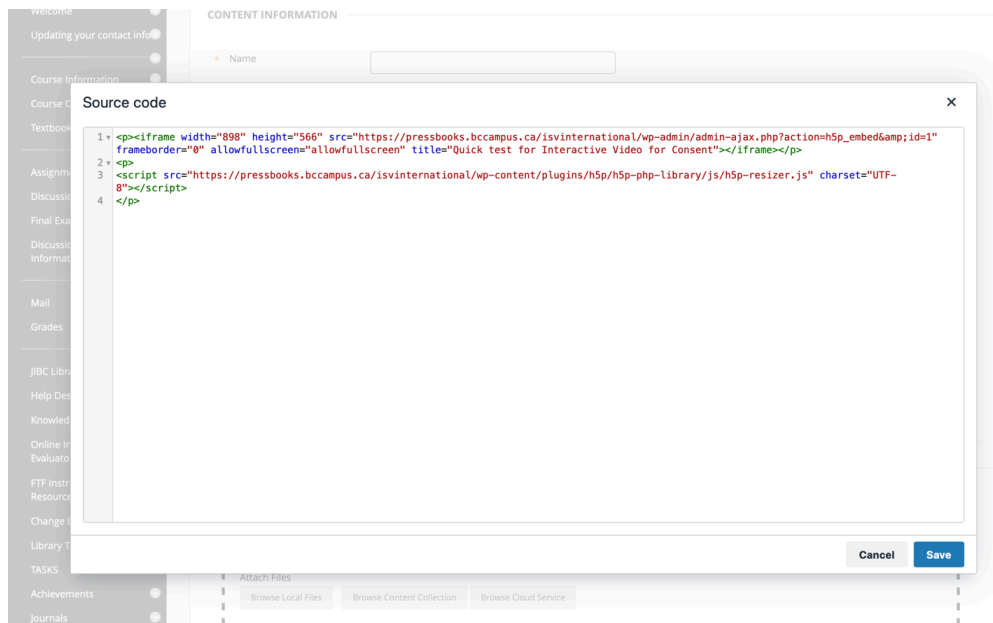 Welcome
CONTENT INFORMATION
Updating your contact info
Name
Course Information
Course C
Textbook
Source code
1 <p><iframe width="898" height="566" src="https://pressbooks.bccampus.ca/isvinternational/wp-admin/admin-ajax.php?action=h5p_embed&amp;id=1"
frameborder="0" allowfullscreen="allowfullscreen" title="Quick test for Interactive Video for Consent"></iframe></p>
2 <p>
3 <script src="https://pressbooks.bccampus.ca/isvinternational/wp-content/plugins/h5p/h5p-php-library/js/h5p-resizer.js" charset="UTF-
8"></script>
4 </p>
Assignm
Discussio
Final Exa
Discussio
Informat
Mail
Grades
JIBC Libra
Help Des
Knowled
Online In
Evaluato
FTF Instr
Resource
Change
Library T
TASKS
Cancel
Save
Attach Files
Achievements
Browse Local Files
Browse Content Collection
Browse Cloud Service
Journals